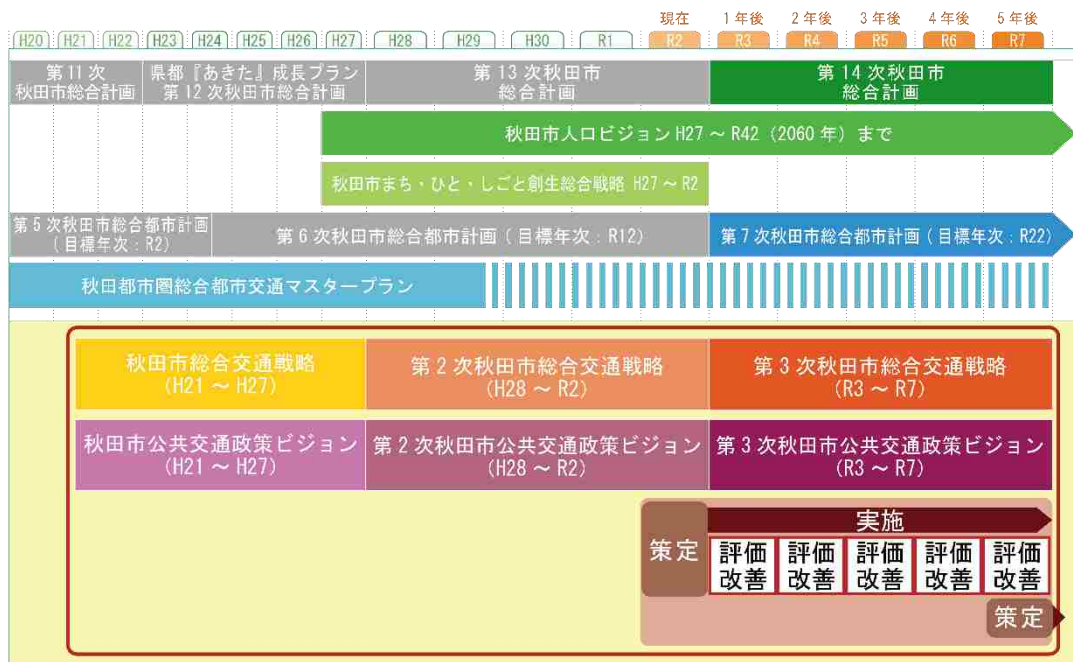 現在 1年後 2年後 3年後 4年後 5年後
H20 H21 H22 H23 H24 H25 H26 H27 H28 H29 H30 R1 R2 R3 R4 R5 R6 R7
第11次
秋田市総合計画
県都『あきた』成長プラン
第12次秋田市総合計画
第13次秋田市
総合計画
第14次秋田市
総合計画
秋田市人口ビジョン H27～R42（2060年）まで
秋田市まち・ひと・しごと創生総合戦略 H27～R2
第5次秋田市総合都市計画
（目標年次：R2）
第6次秋田市総合都市計画（目標年次：R12）
第7次秋田市総合都市計画（目標年次：R22）
秋田都市圏総合都市交通マスタープラン
秋田市総合交通戦略
(H21～H27)
第2次秋田市総合交通戦略
(H28～R2)
第3次秋田市総合交通戦略
(R3～R7)
秋田市公共交通政策ビジョン
(H21～H27)
第2次秋田市公共交通政策ビジョン
(H28～R2)
第3次秋田市公共交通政策ビジョン
(R3～R7)
策定
実施
評価
改善
評価
改善
評価
改善
評価
改善
評価
改善
策定